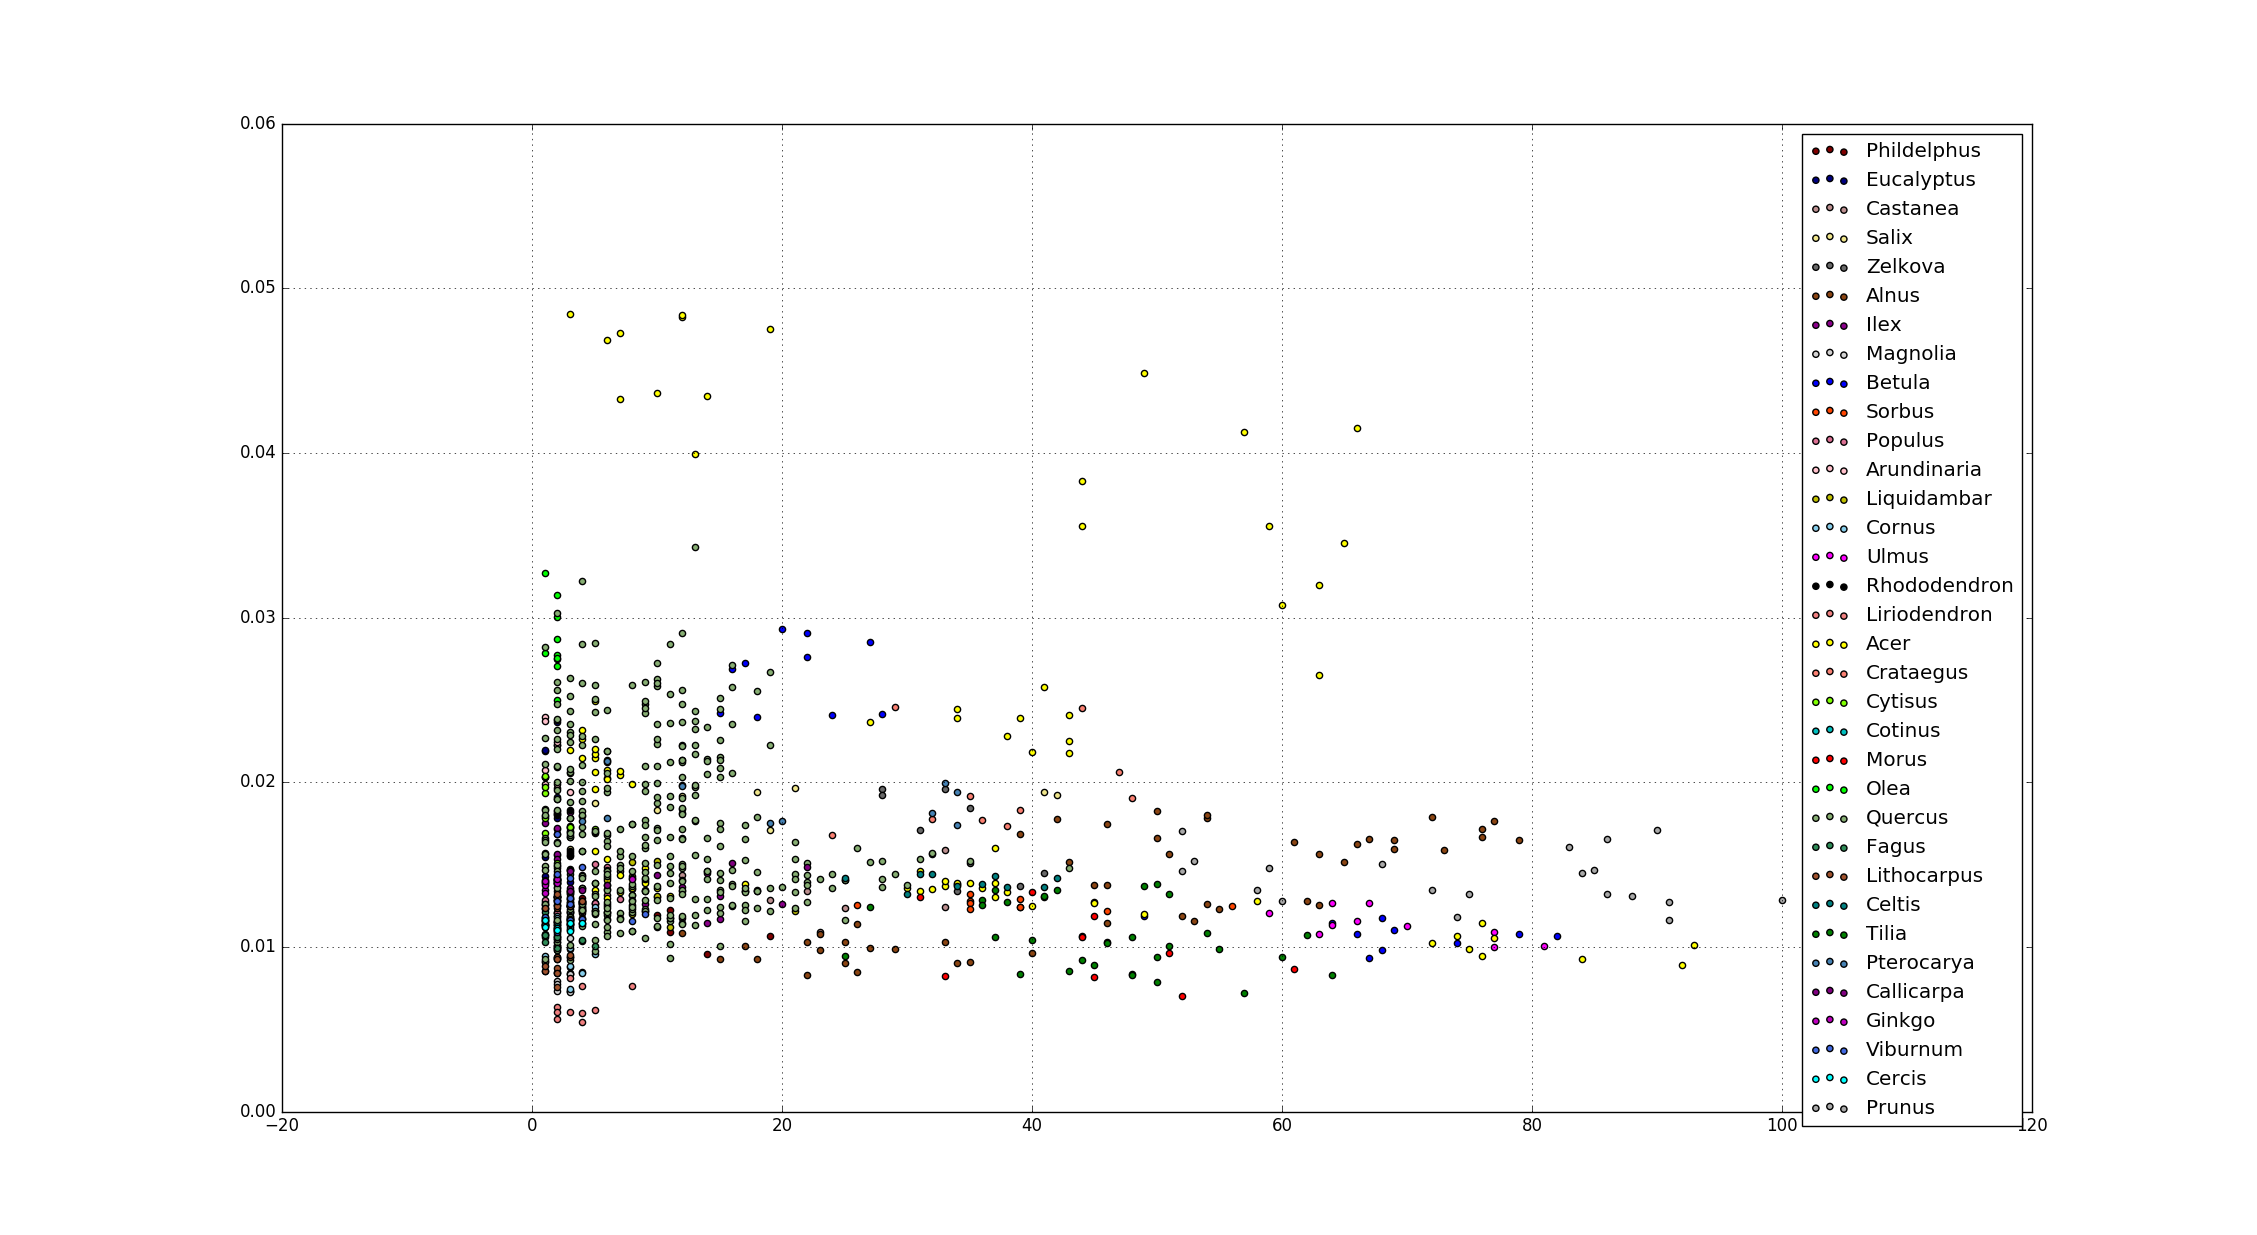 0.06
0.05
0.04
0.03
0.02
0.01
0.00
−20
0
20
40
60
80
100
120
Phildelphus
Eucalyptus
Castanea
Salix
Zelkova
Alnus
Ilex
Magnolia
Betula
Sorbus
Populus
Arundinaria
Liquidambar
Cornus
Ulmus
Rhododendron
Liriodendron
Acer
Crataegus
Cytisus
Cotinus
Morus
Olea
Quercus
Fagus
Lithocarpus
Celtis
Tilia
Pterocarya
Callicarpa
Ginkgo
Viburnum
Cercis
Prunus